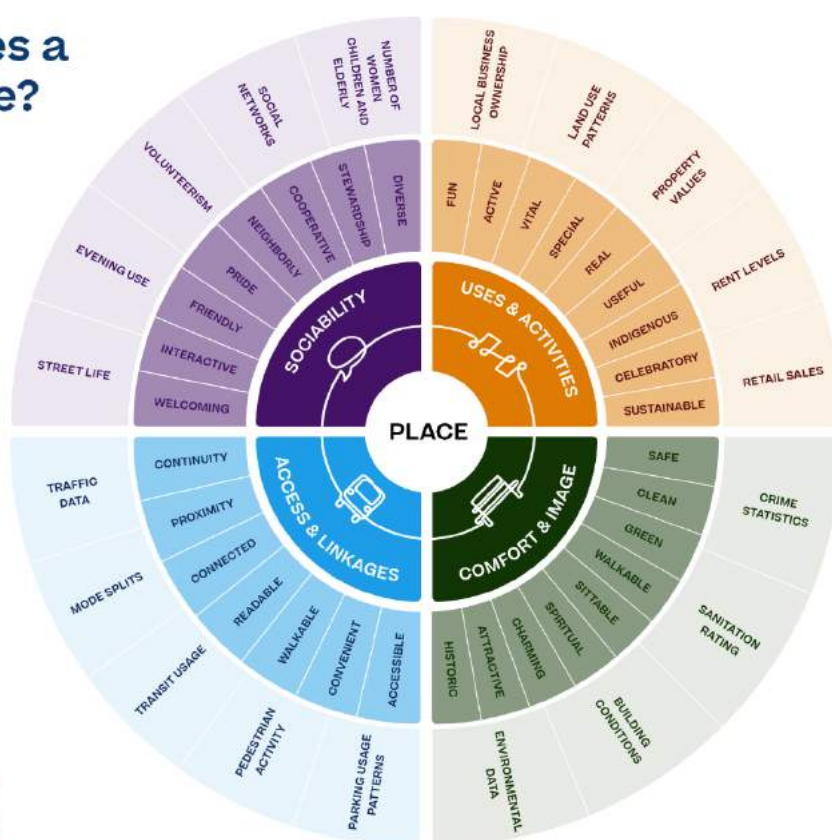 es a
e?
NUMBER OF
WOMEN
CHILDREN AND
ELDERLY
SOCIAL
NETWORKS
VOLUNTEERISM
EVENING USE
STREET LIFE
DIVERSE
STEWARDSHIP
COOPERATIVE
NEIGHBORLY
PRIDE
FRIENDLY
INTERACTIVE
WELCOMING
SOCIABILITY
LOCAL BUSINESS
OWNERSHIP
LAND USE
PATTERNS
PROPERTY
VALUES
RENT LEVELS
RETAIL SALES
FUN
ACTIVE
VITAL
SPECIAL
REAL
USEFUL
INDIGENOUS
CELEBRATORY
SUSTAINABLE
USES & ACTIVITIES
PLACE
ACCESS & LINKAGES
CONTINUITY
PROXIMITY
CONNECTED
READABLE
WALKABLE
CONVENIENT
ACCESSIBLE
TRAFFIC
DATA
MODE SPLITS
TRANSIT USAGE
PEDESTRIAN
ACTIVITY
PARKING USAGE
PATTERNS
COMFORT & IMAGE
SAFE
CLEAN
GREEN
WALKABLE
SITTABLE
SPIRITUAL
CHARMING
ATTRACTIVE
HISTORIC
CRIME
STATISTICS
SANITATION
RATING
BUILDING
CONDITIONS
ENVIRONMENTAL
DATA